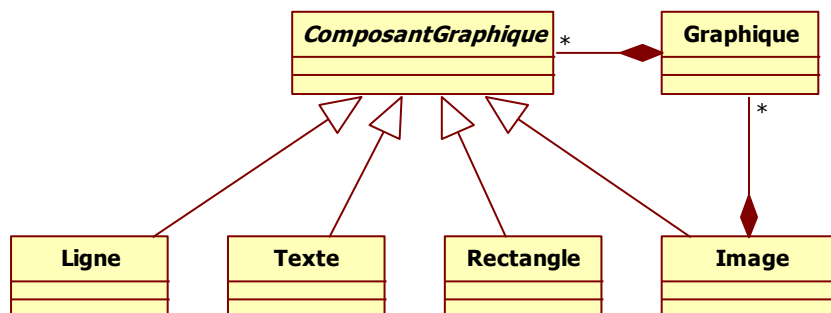 ComposantGraphique
*
Graphique
*
Ligne
Texte
Rectangle
Image